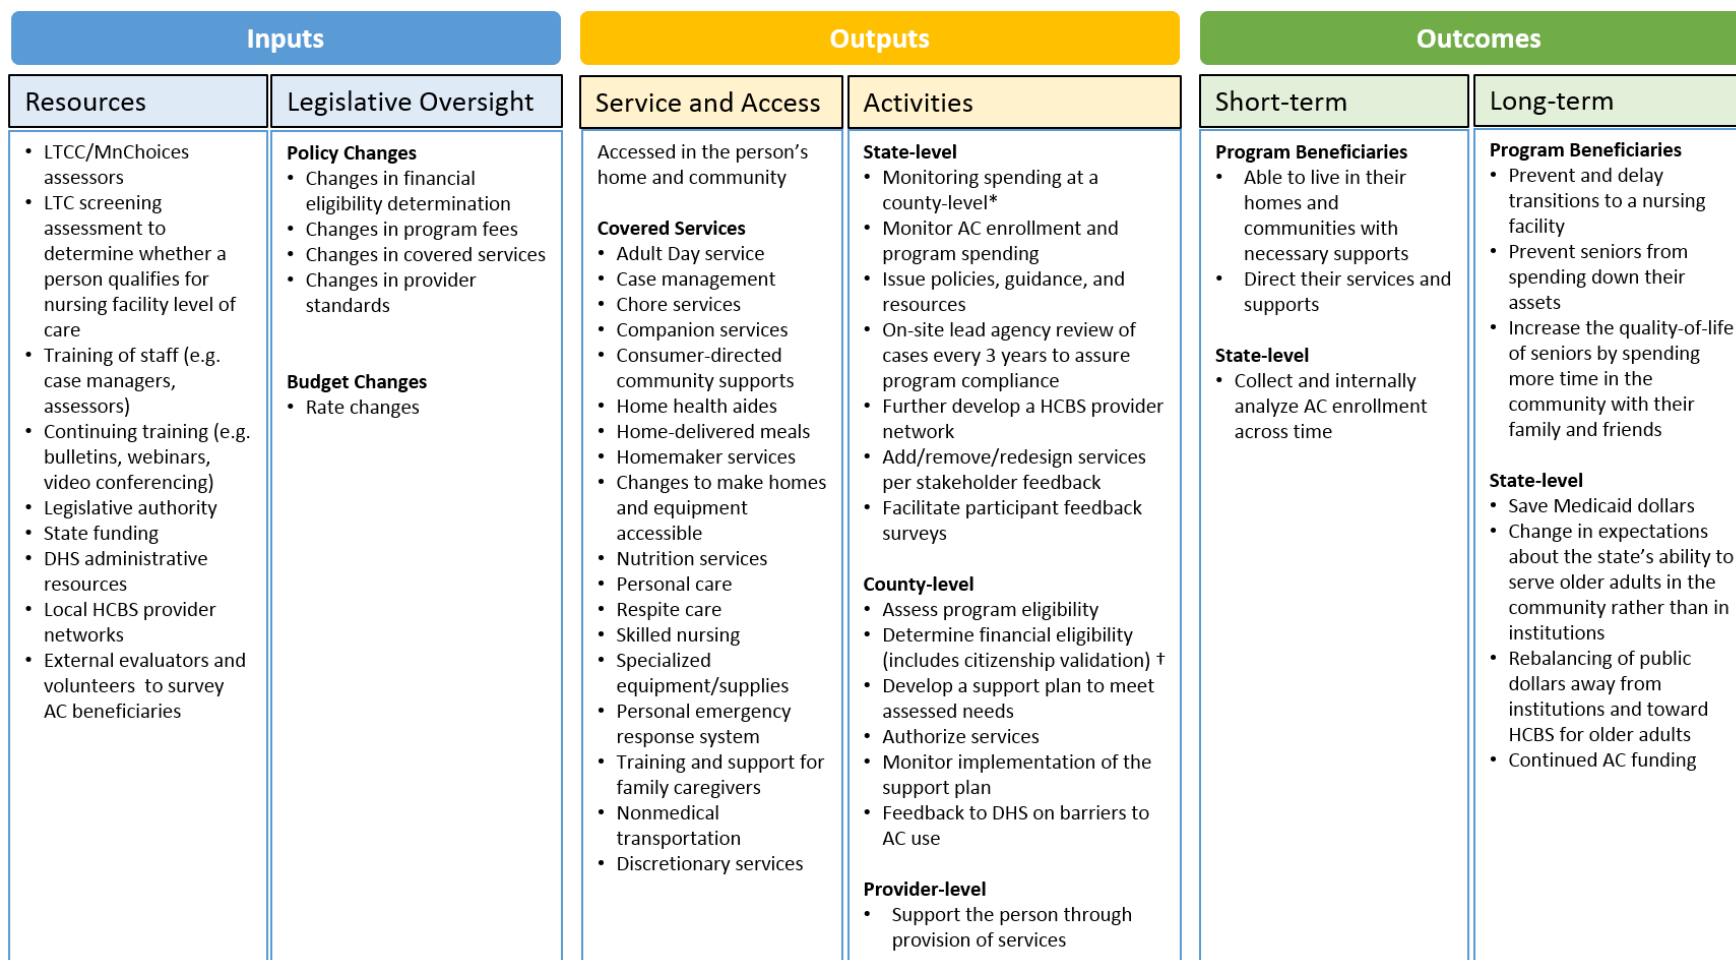 Inputs
Resources
• LTCC/MnChoices
assessors
• LTC screening
assessment to
determine whether a
person qualifies for
nursing facility level of
care
• Training of staff (e.g.
case managers,
assessors)
• Continuing training (e.g.
bulletins, webinars,
video conferencing)
• Legislative authority
• State funding
• DHS administrative
resources
• Local HCBS provider
networks
• External evaluators and
volunteers to survey
AC beneficiaries
Legislative Oversight
Policy Changes
• Changes in financial
eligibility determination
• Changes in program fees
• Changes in covered services
• Changes in provider
standards
Budget Changes
• Rate changes
Outputs
Service and Access
Accessed in the person's
home and community
Covered Services
• Adult Day service
• Case management
• Chore services
• Companion services
• Consumer-directed
community supports
• Home health aides
• Home-delivered meals
• Homemaker services
• Changes to make homes
and equipment
accessible
• Nutrition services
• Personal care
• Respite care
• Skilled nursing
• Specialized
equipment/supplies
• Personal emergency
response system
• Training and support for
family caregivers
• Nonmedical
transportation
• Discretionary services
Activities
State-level
• Monitoring spending at a
county-level*
• Monitor AC enrollment and
program spending
• Issue policies, guidance, and
resources
• On-site lead agency review of
cases every 3 years to assure
program compliance
• Further develop a HCBS provider
network
• Add/remove/redesign services
per stakeholder feedback
• Facilitate participant feedback
surveys
County-level
• Assess program eligibility
• Determine financial eligibility
(includes citizenship validation) †
• Develop a support plan to meet
assessed needs
• Authorize services
• Monitor implementation of the
support plan
• Feedback to DHS on barriers to
AC use
Provider-level
• Support the person through
provision of services
Outcomes
Short-term
Program Beneficiaries
• Able to live in their
homes and
communities with
necessary supports
• Direct their services and
supports
State-level
• Collect and internally
analyze AC enrollment
across time
Long-term
Program Beneficiaries
• Prevent and delay
transitions to a nursing
facility
• Prevent seniors from
spending down their
assets
• Increase the quality-of-life
of seniors by spending
more time in the
community with their
family and friends
State-level
• Save Medicaid dollars
• Change in expectations
about the state's ability to
serve older adults in the
community rather than in
institutions
• Rebalancing of public
dollars away from
institutions and toward
HCBS for older adults
• Continued AC funding